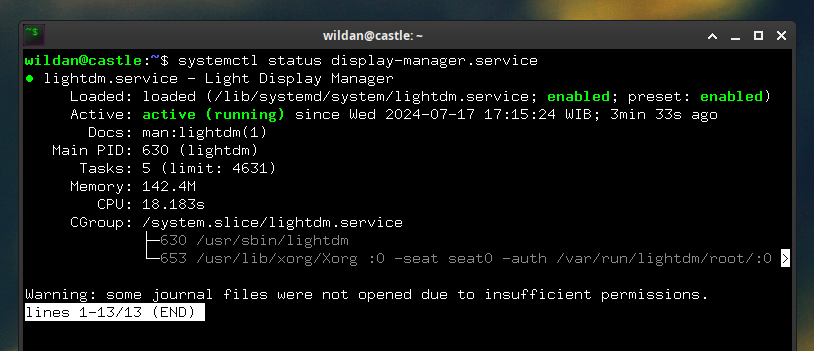 ~$
wildan@castle: ~
wildan@castle:~$ systemctl status display-manager.service
● lightdm.service - Light Display Manager
Loaded: loaded (/lib/systemd/system/lightdm.service; enabled; preset: enabled)
Active: active (running) since Wed 2024-07-17 17:15:24 WIB; 3min 33s ago
Docs: man:lightdm(1)
Main PID: 630 (lightdm)
Tasks: 5 (limit: 4631)
Memory: 142.4M
CPU: 18.183s
CGroup: /system.slice/lightdm.service
├─630 /usr/sbin/lightdm
└─653 /usr/lib/xorg/Xorg :0 -seat seat0 -auth /var/run/lightdm/root/:0 >
Warning: some journal files were not opened due to insufficient permissions.
lines 1-13/13 (END)